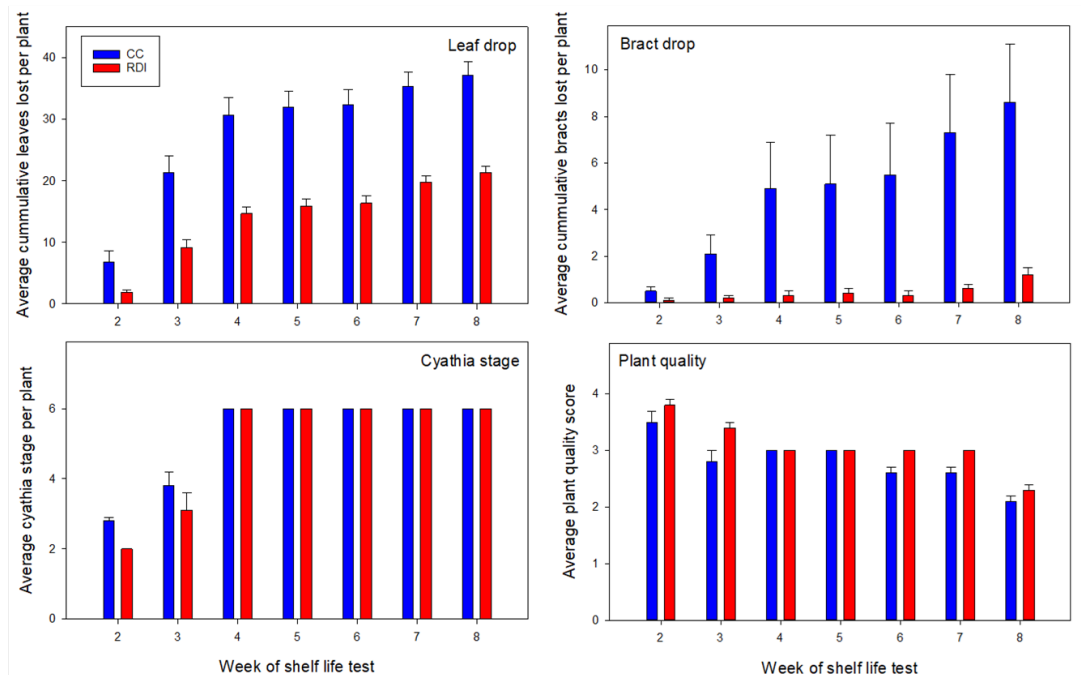 Average cummulative leaves lost per plant
40
30
20
10
0
CC
RDI
Leaf drop
2 3 4 5 6 7 8
Average cummulative bracts lost per plant
10
8
6
4
2
0
Bract drop
2 3 4 5 6 7 8
Average cyathia stage per plant
6
4
2
0
Cyathia stage
2 3 4 5 6 7 8
Week of shelf life test
Average plant quality score
4
3
2
1
0
Plant quality
2 3 4 5 6 7 8
Week of shelf life test